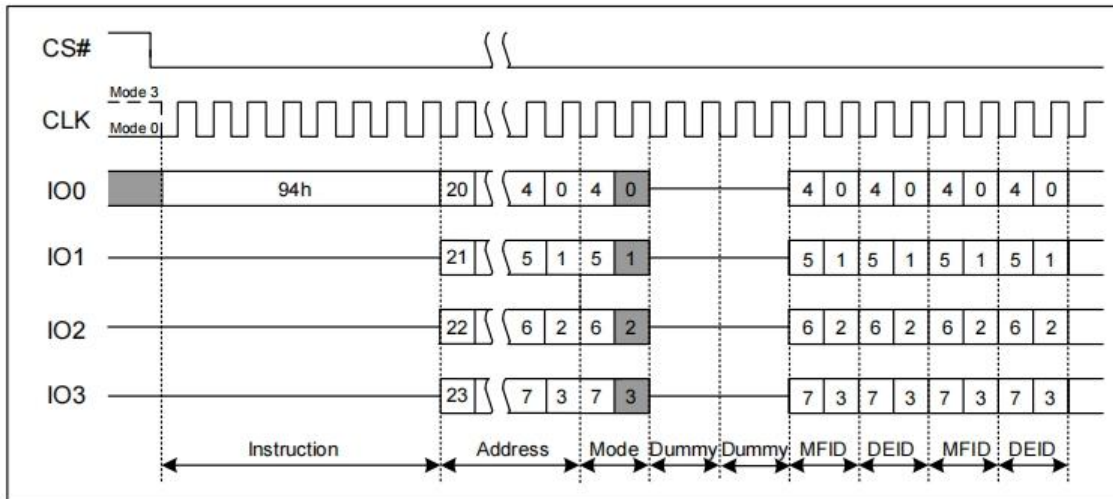 CS#
Mode 3
CLK
Mode 0
IO0 94h 20 4 0 4 0 4 0 4 0 4 0 4 0
IO1 21 5 1 5 1 5 1 5 1 5 1 5 1
IO2 22 6 2 6 2 6 2 6 2 6 2 6 2
IO3 23 7 3 7 3 7 3 7 3 7 3 7 3
Instruction Address Mode Dummy Dummy MFID DEID MFID DEID